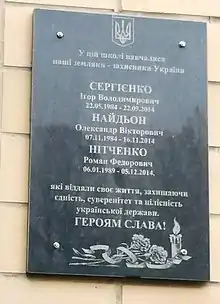 У цій школі навчалися
наші земляки - захисники України
СЕРГІЄНКО
Ігор Володимирович
22.05.1984 - 22.09.2014
НАЙДЬОН
Олександр Вікторович
07.11.1984 - 16.11.2014
НІТЧЕНКО
Роман Федорович
06.01.1989 - 05.12.2014,
які віддали своє життя, захищаючи
єдність, суверенітет та цілісність
української держави.
ГЕРОЯМ СЛАВА!